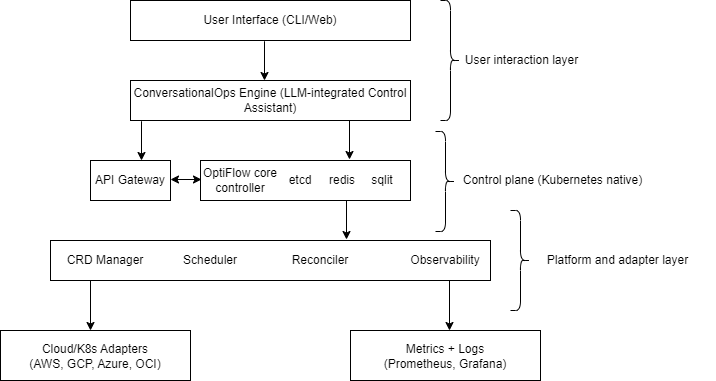 User Interface (CLI/Web)
User interaction layer
ConversationalOps Engine (LLM-integrated Control
Assistant)
API Gateway
OptiFlow core
controller
etcd
redis
sqlit
Control plane (Kubernetes native)
CRD Manager
Scheduler
Reconciler
Observability
Platform and adapter layer
Cloud/K8s Adapters
(AWS, GCP, Azure, OCI)
Metrics + Logs
(Prometheus, Grafana)